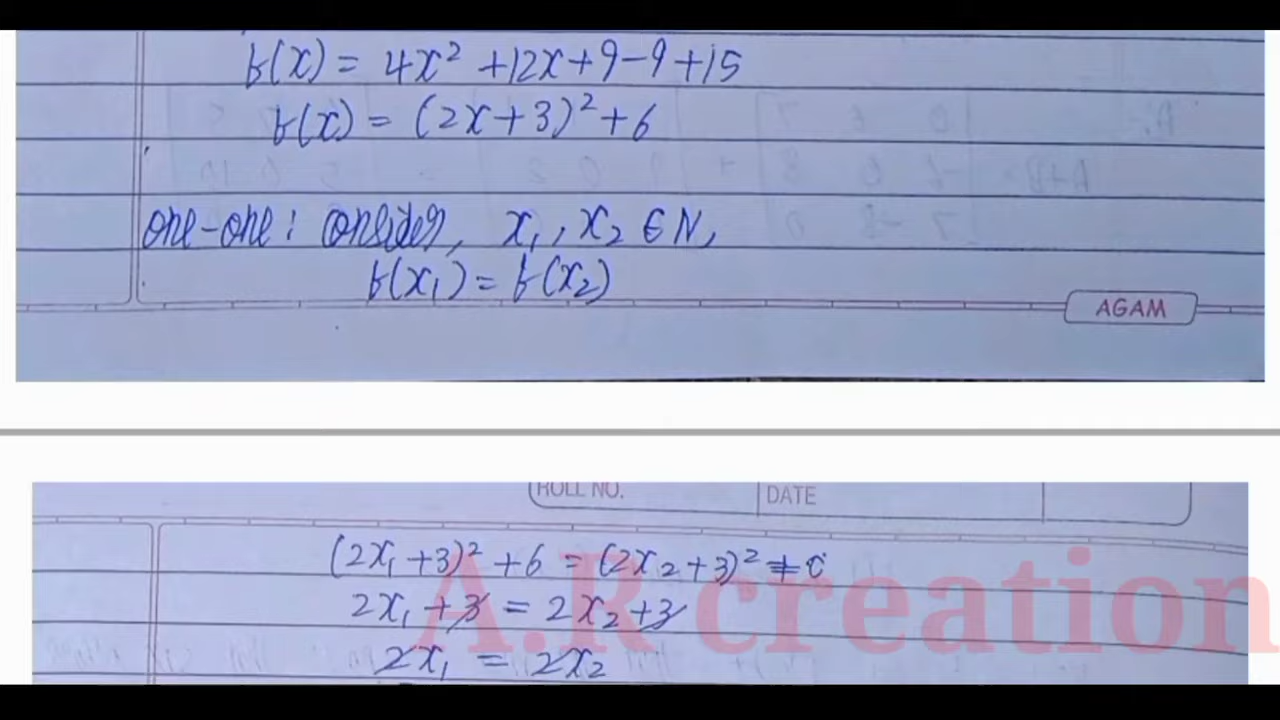 f(x) = 4x² + 12x + 9 - 9 + 15
f(x) = (2x + 3)² + 6
one-one : consider, x₁, x₂ ∈ N,
f(x₁) = f(x₂)
AGAM
ROLL NO. DATE
(2x₁ + 3)² + 6 = (2x₂ + 3)² +
2x₁ + 3 = 2x₂ + 3
2x₁ = 2x₂
A.R creation